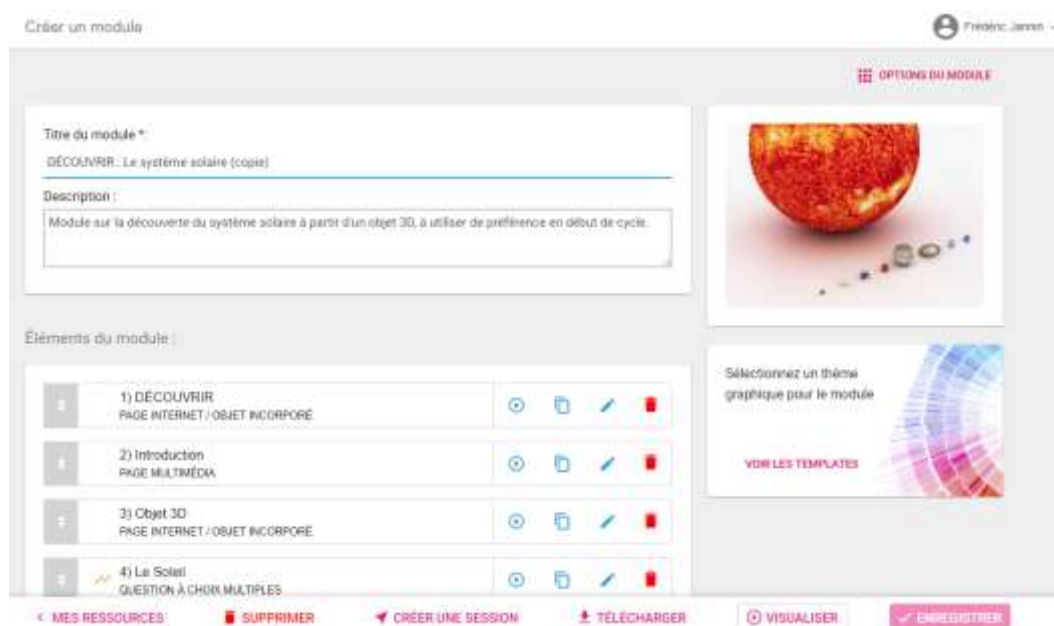 Créer un module
Frédéric Jannin
OPTIONS DU MODULE
Titre du module *:
DÉCOUVRIR : Le système solaire (copie)
Description :
Module sur la découverte du système solaire à partir d'un objet 3D, à utiliser de préférence en début de cycle.
Éléments du module :
1) DÉCOUVRIR
PAGE INTERNET / OBJET INCORPORÉ
2) Introduction
PAGE MULTIMÉDIA
3) Objet 3D
PAGE INTERNET / OBJET INCORPORÉ
4) Le Soleil
QUESTION À CHOIX MULTIPLES
Sélectionnez un thème
graphique pour le module
VOIR LES TEMPLATES
< MES RESSOURCES
SUPPRIMER
CRÉER UNE SESSION
TÉLÉCHARGER
VISUALISER
ENREGISTRER